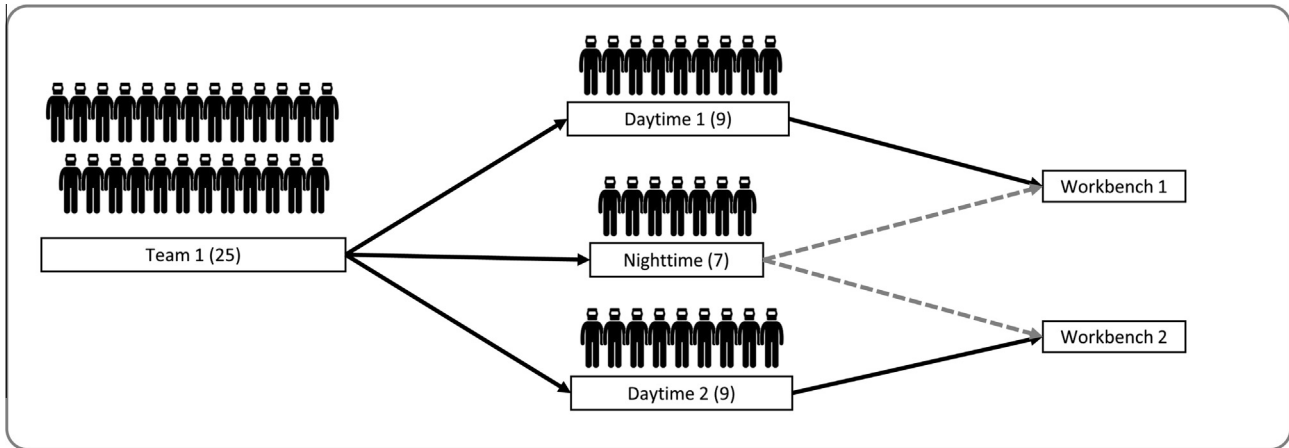 Team 1 (25)
Daytime 1 (9)
Nighttime (7)
Daytime 2 (9)
Workbench 1
Workbench 2